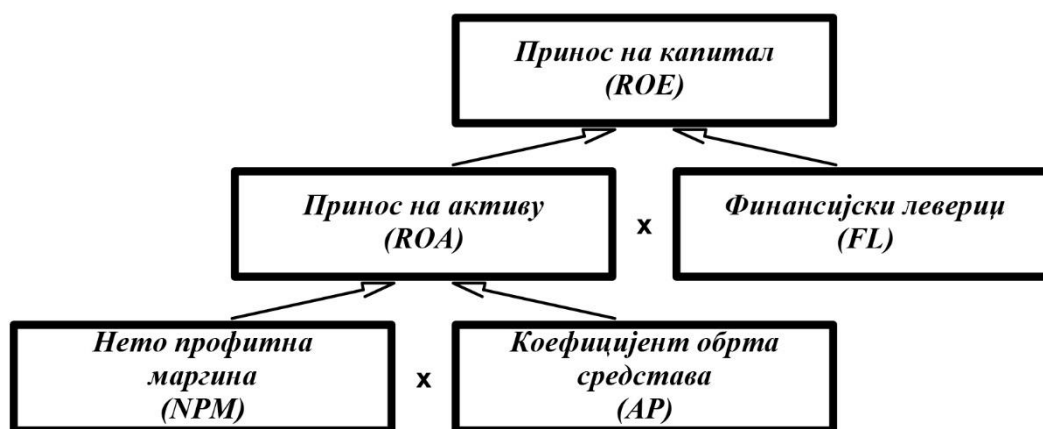 Принос на капитал
(ROE)
Принос на активу
(ROA)
x
Финансијски левериџ
(FL)
Нето профитна
маргина
(NPM)
x
Коефицијент обрта
средстава
(AP)